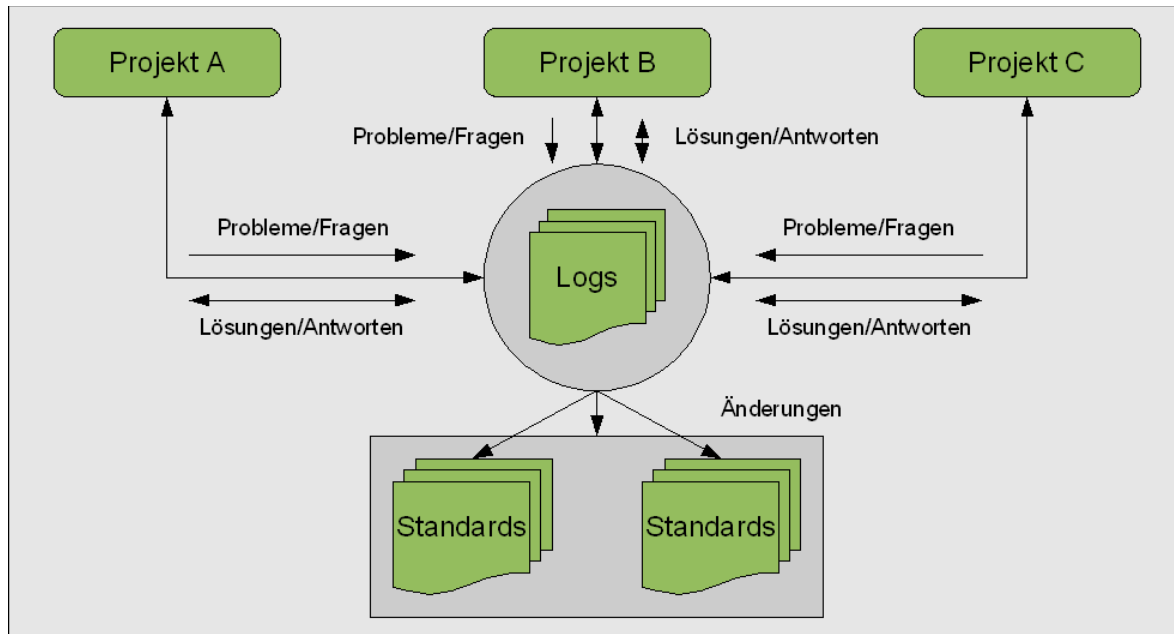 Projekt A
Projekt B
Projekt C
Probleme/Fragen
Lösungen/Antworten
Probleme/Fragen
Probleme/Fragen
Logs
Lösungen/Antworten
Lösungen/Antworten
Änderungen
Standards
Standards